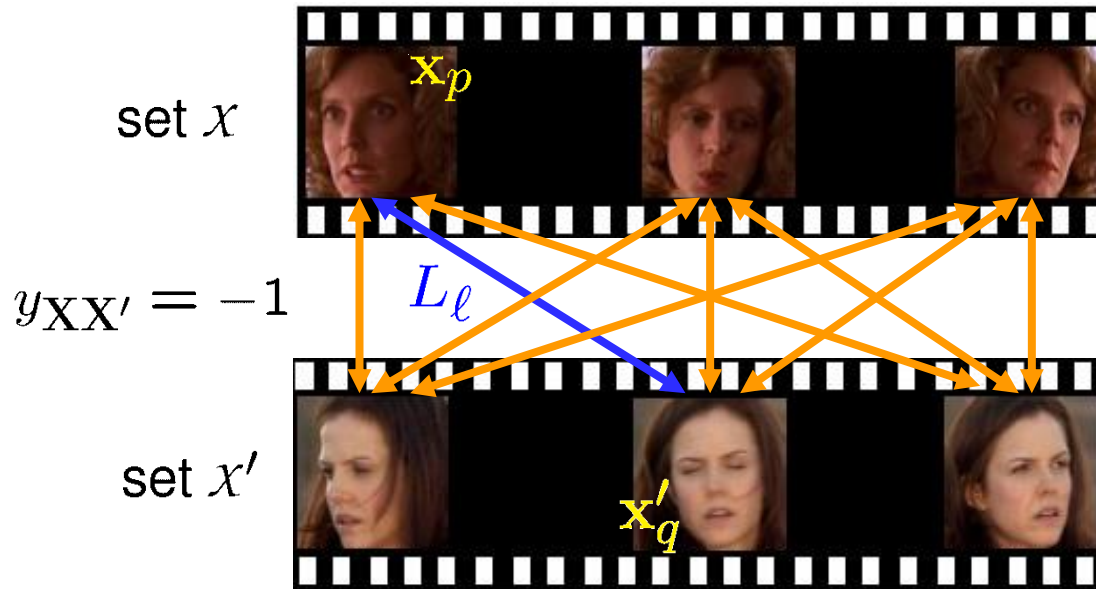 x_p
set X
y_XX′ = −1
L_ℓ
set X′
x′_q